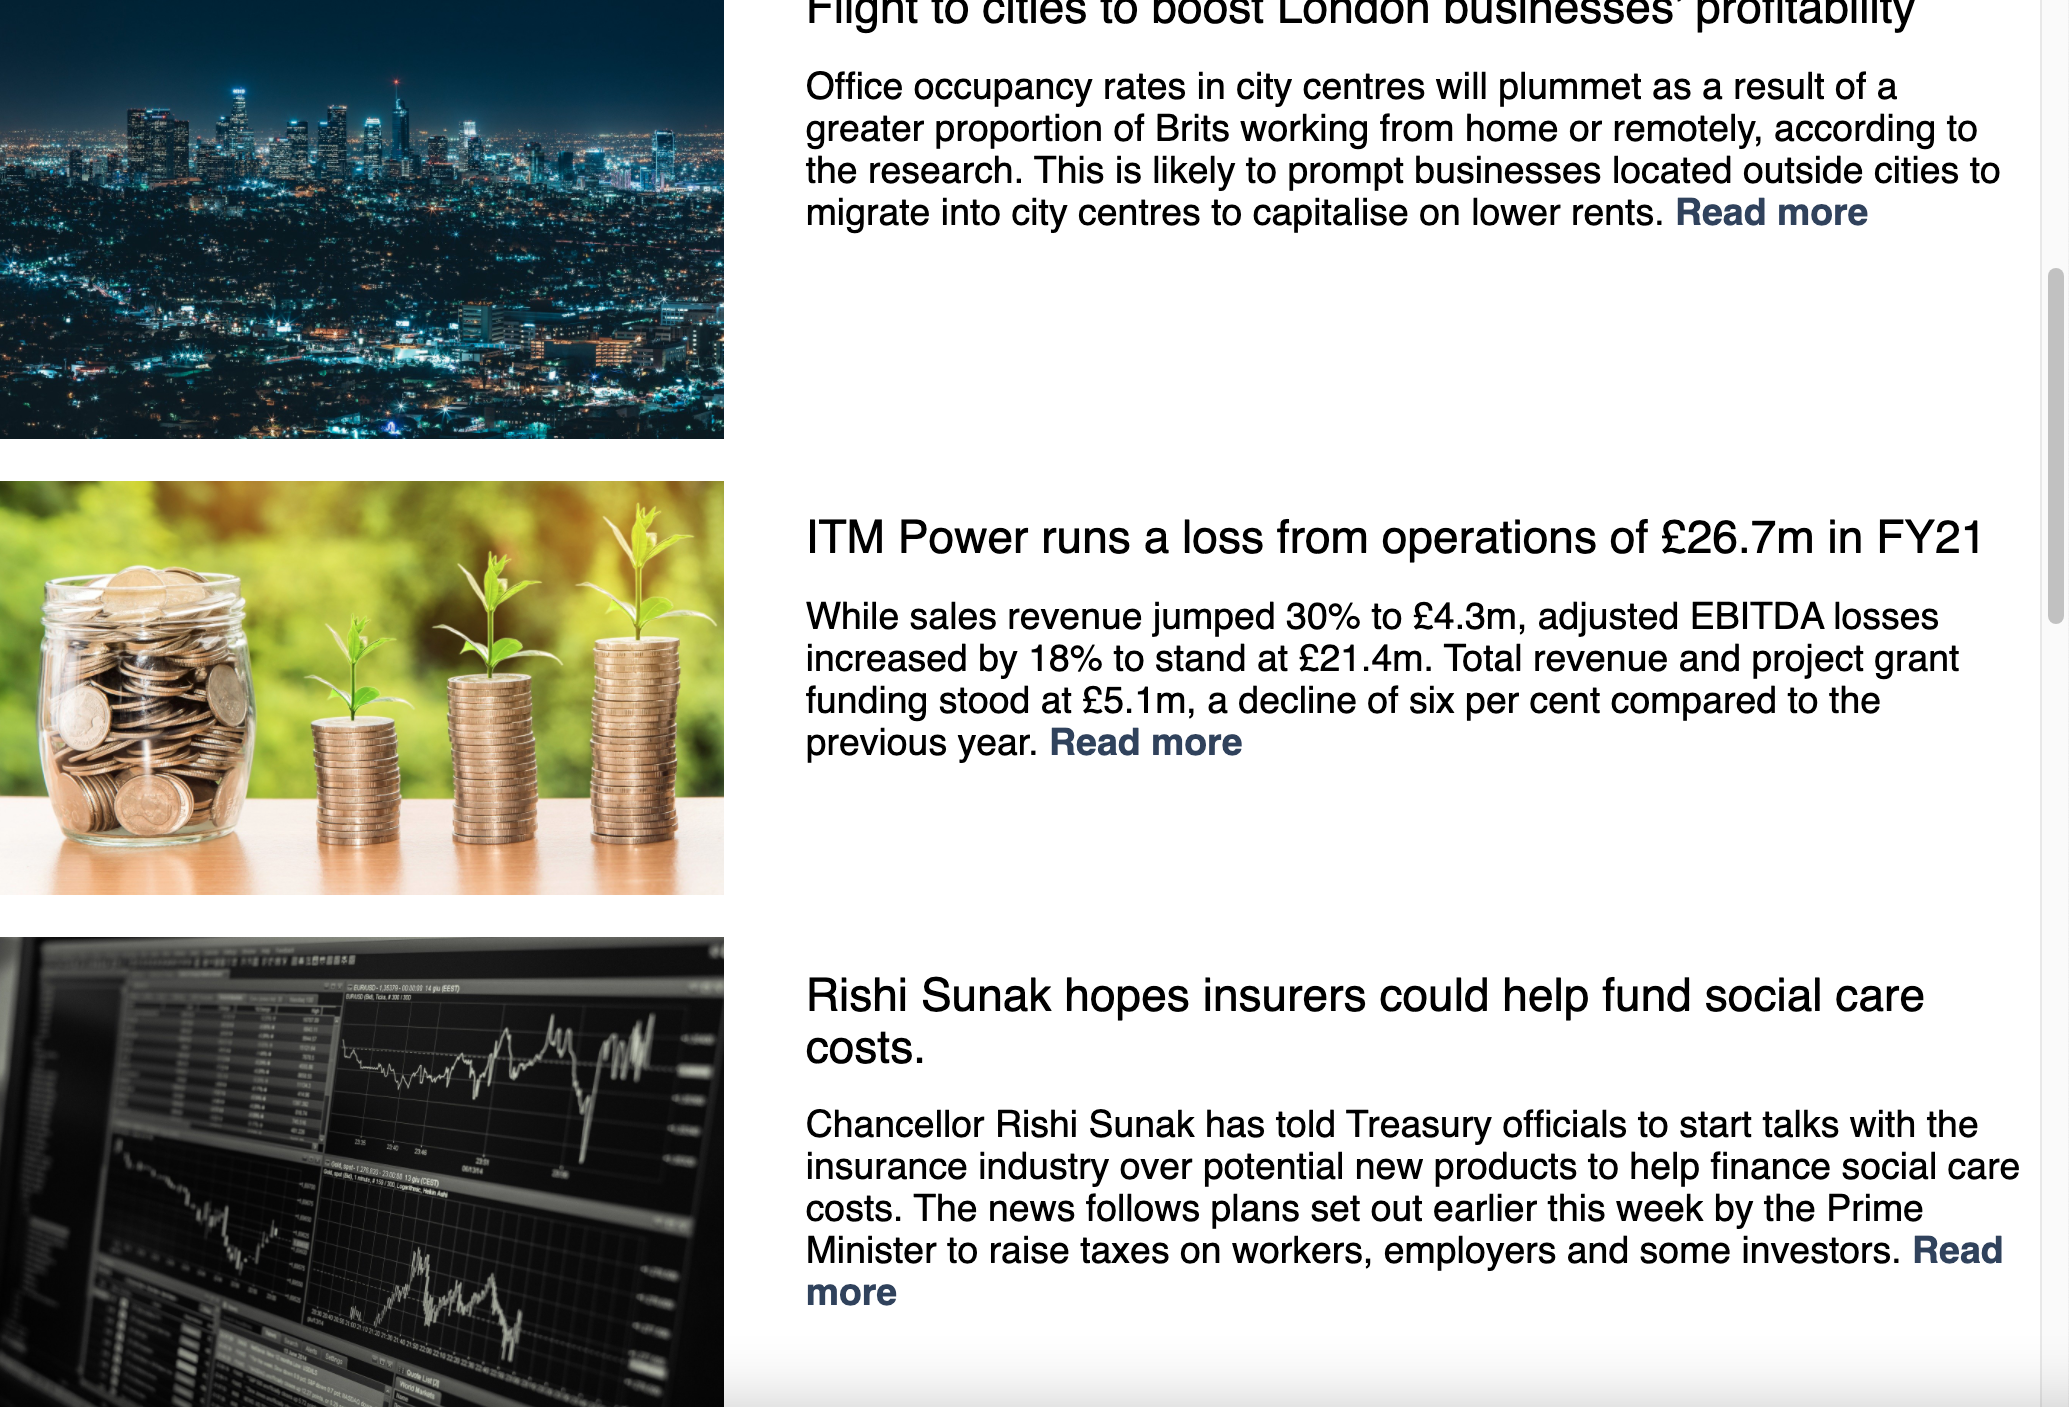 Flight to cities to boost London businesses' profitability
Office occupancy rates in city centres will plummet as a result of a
greater proportion of Brits working from home or remotely, according to
the research. This is likely to prompt businesses located outside cities to
migrate into city centres to capitalise on lower rents. Read more
ITM Power runs a loss from operations of £26.7m in FY21
While sales revenue jumped 30% to £4.3m, adjusted EBITDA losses
increased by 18% to stand at £21.4m. Total revenue and project grant
funding stood at £5.1m, a decline of six per cent compared to the
previous year. Read more
Rishi Sunak hopes insurers could help fund social care
costs.
Chancellor Rishi Sunak has told Treasury officials to start talks with the
insurance industry over potential new products to help finance social care
costs. The news follows plans set out earlier this week by the Prime
Minister to raise taxes on workers, employers and some investors. Read
more